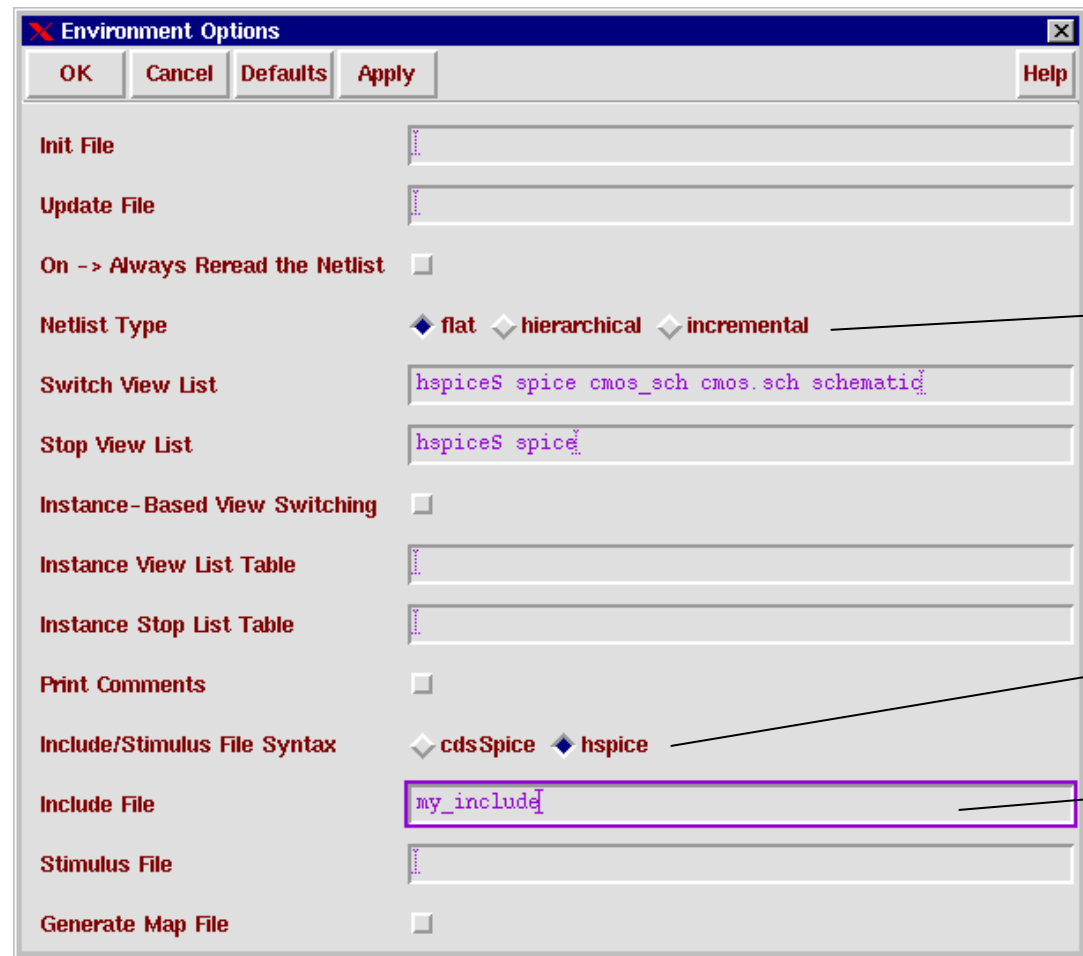 Environment Options
OK Cancel Defaults Apply Help
Init File
Update File
On -> Always Reread the Netlist
Netlist Type flat hierarchical incremental
Switch View List hspiceS spice cmos_sch cmos.sch schematic
Stop View List hspiceS spice
Instance-Based View Switching
Instance View List Table
Instance Stop List Table
Print Comments
Include/Stimulus File Syntax cdsSpice hspice
Include File my_include
Stimulus File
Generate Map File